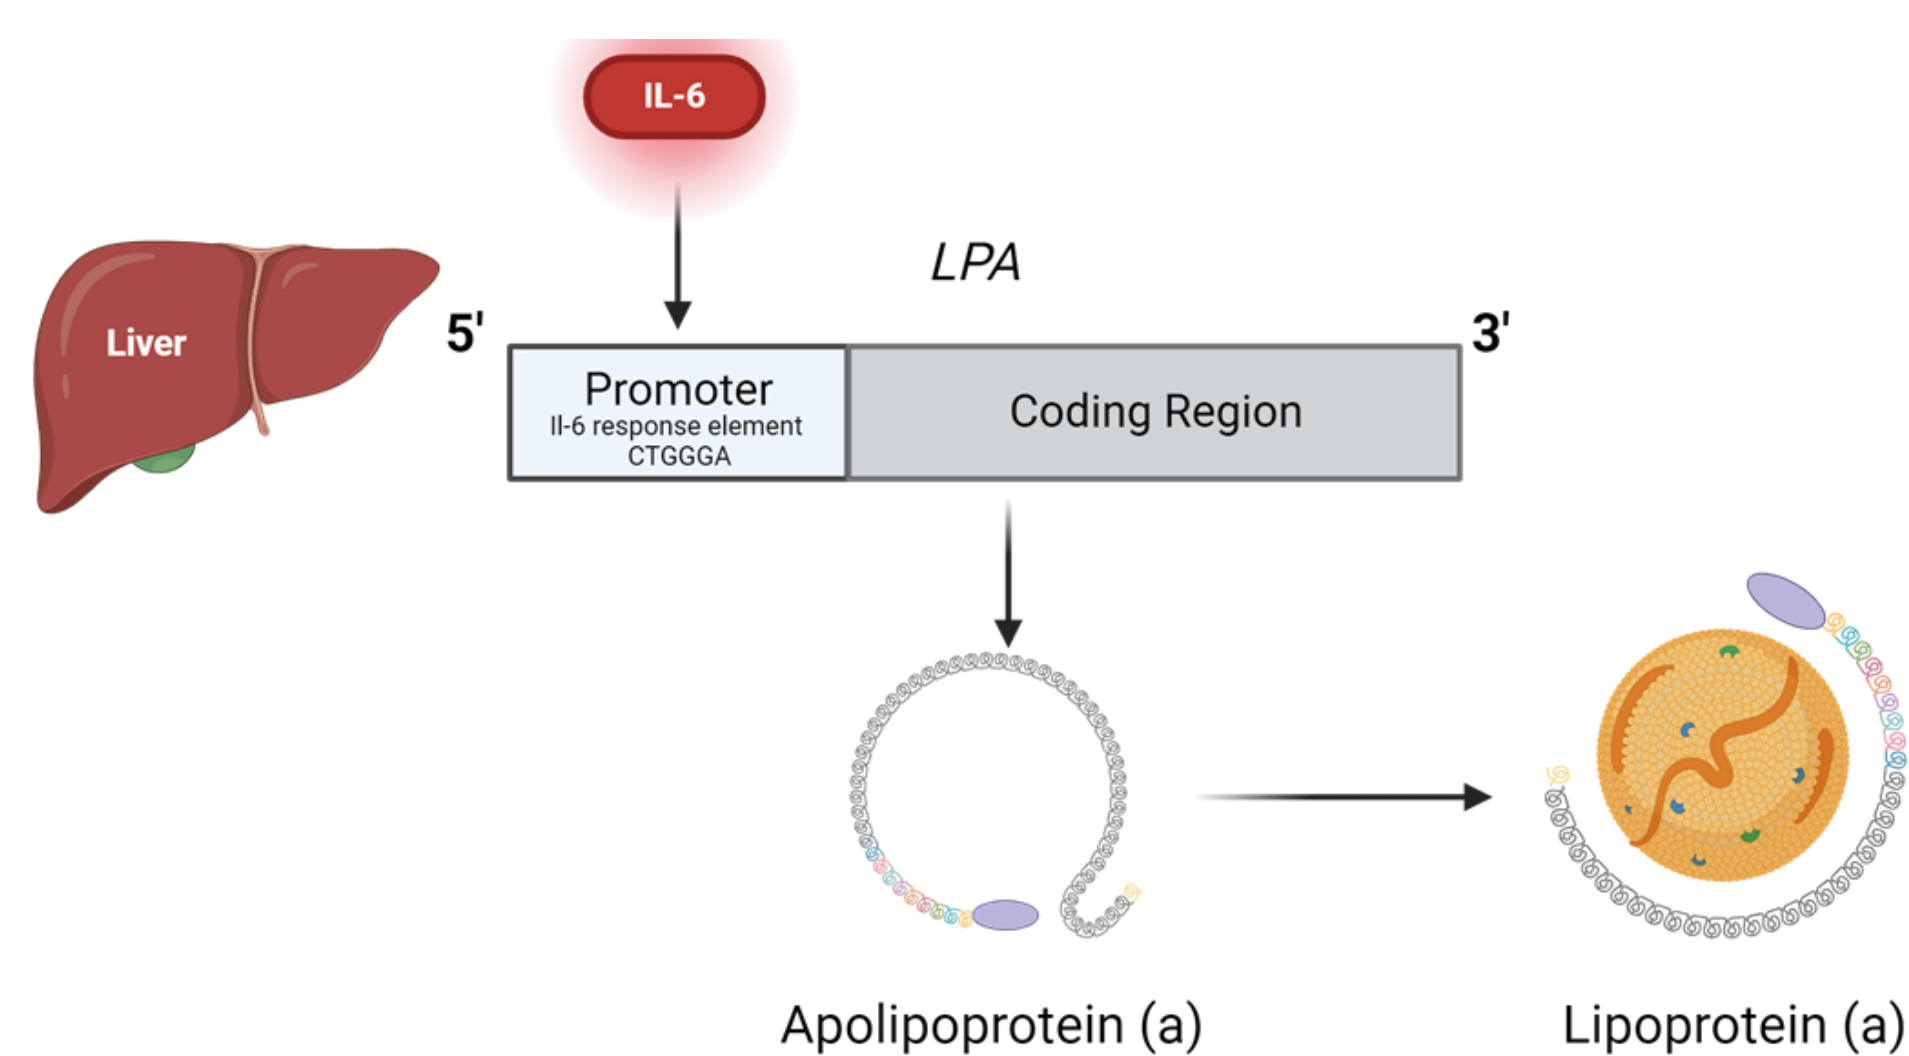 IL-6
LPA
Liver
5'
3'
Promoter
Il-6 response element
CTGGGA
Coding Region
Apolipoprotein (a)
Lipoprotein (a)